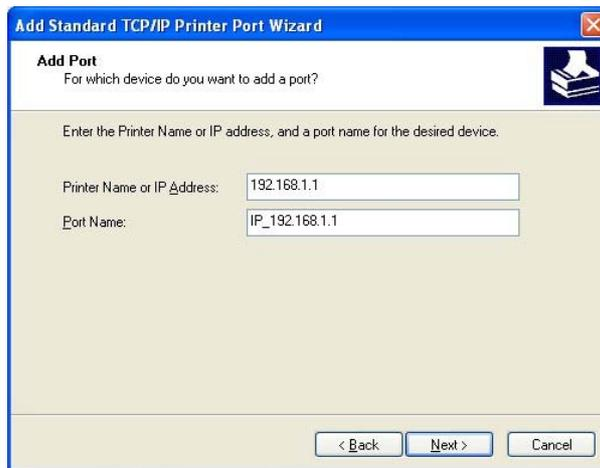 Add Standard TCP/IP Printer Port Wizard
Add Port
For which device do you want to add a port?
Enter the Printer Name or IP address, and a port name for the desired device.
Printer Name or IP Address: 192.168.1.1
Port Name: IP_192.168.1.1
< Back Next > Cancel